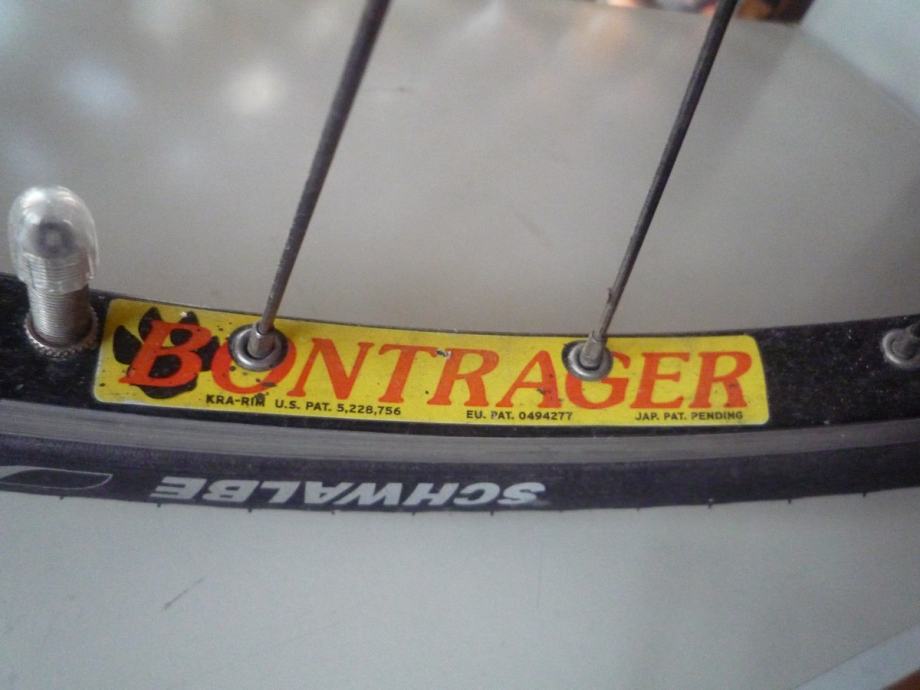 BONTRAGER
KRA-RIM U.S. PAT. 5,228,756 EU. PAT. 0494277 JAP. PAT. PENDING
SCHWALBE